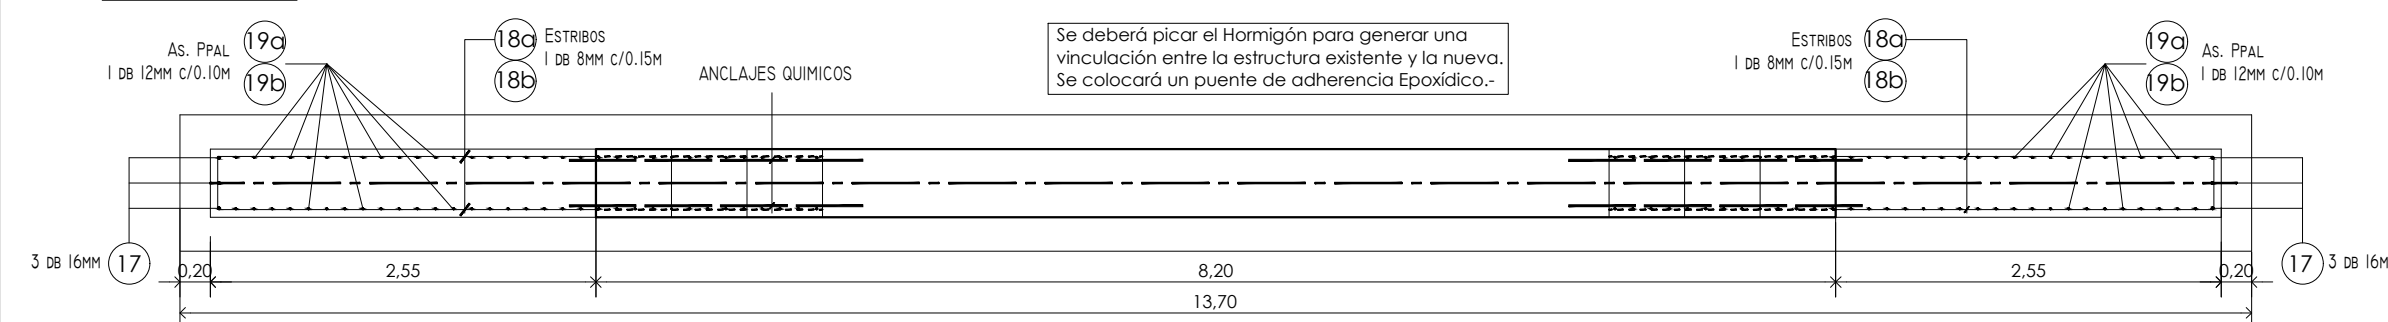 As. Ppal
1 db 12mm c/0.10m
19a
19b
18a
18b
Estribos
1 db 8mm c/0.15m
ANCLAJES QUIMICOS
Se deberá picar el Hormigón para generar una
vinculación entre la estructura existente y la nueva.
Se colocará un puente de adherencia Epoxídico.-
Estribos
1 db 8mm c/0.15m
18a
18b
19a
19b
As. Ppal
1 db 12mm c/0.10m
3 db 16mm
17
0,20
2,55
8,20
2,55
0,20
17
3 db 16m
13,70